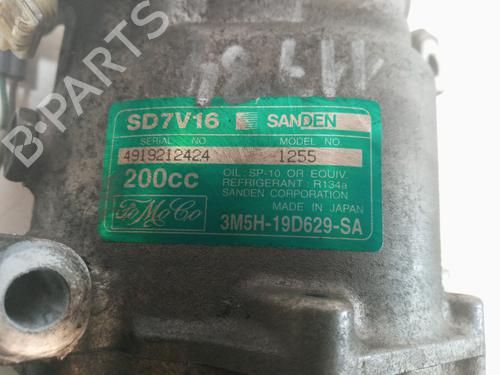 SD7V16 SANDEN
SERIAL NO. MODEL NO.
4919212424 1255
200cc
OIL: SP-10 OR EQUIV.
REFRIGERANT: R134a
SANDEN CORPORATION
MADE IN JAPAN
FoMoCo
3M5H-19D629-SA
B-PARTS